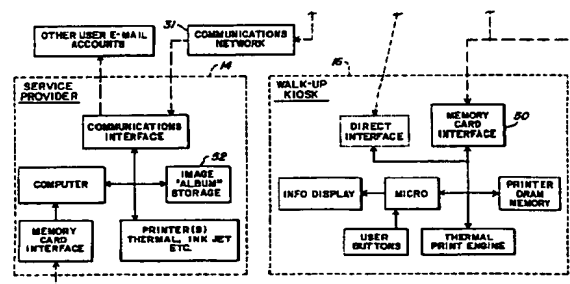 OTHER USER E-MAIL
ACCOUNTS
31
COMMUNICATIONS
NETWORK
14
SERVICE
PROVIDER
COMMUNICATIONS
INTERFACE
52
COMPUTER
IMAGE
"ALBUM"
STORAGE
MEMORY
CARD
INTERFACE
PRINTER(S)
THERMAL, INK JET
ETC.
16
WALK-UP
KIOSK
DIRECT
INTERFACE
MEMORY
CARD
INTERFACE
50
INFO DISPLAY
MICRO
PRINTER
DRAM
MEMORY
USER
BUTTONS
THERMAL
PRINT ENGINE